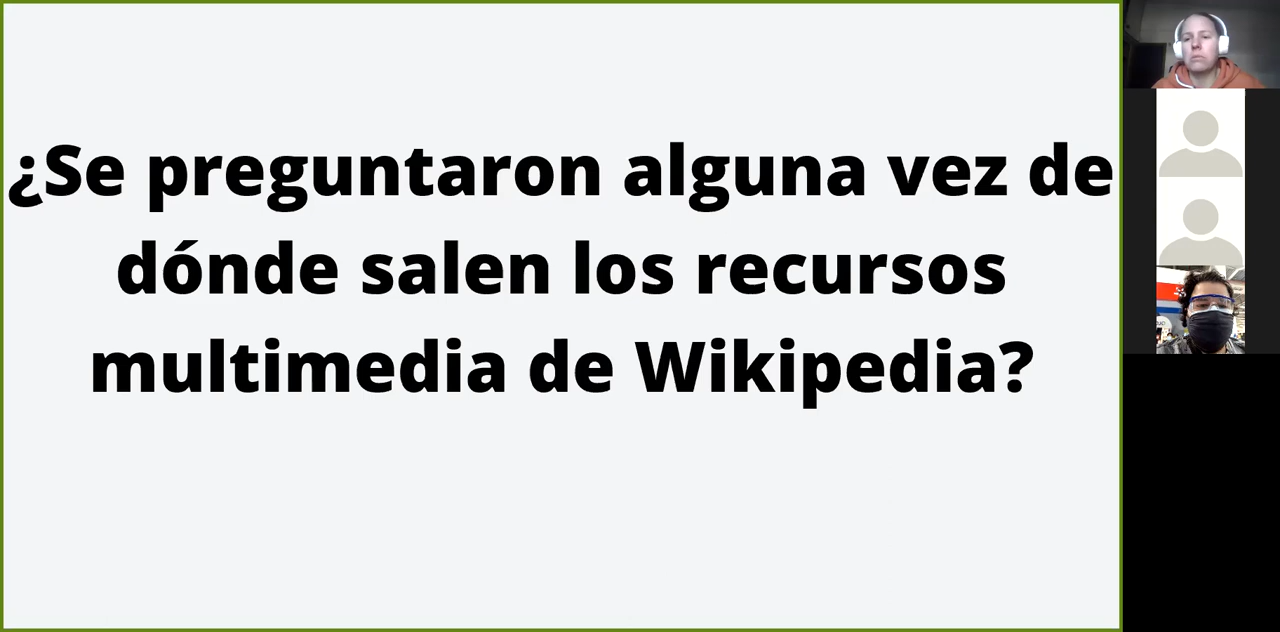 ¿Se preguntaron alguna vez de
dónde salen los recursos
multimedia de Wikipedia?